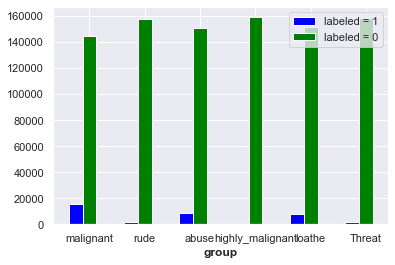 160000
140000
120000
100000
80000
60000
40000
20000
0
labeled = 1
labeled = 0
malignant rude abuse highly_malignant loathe Threat
group